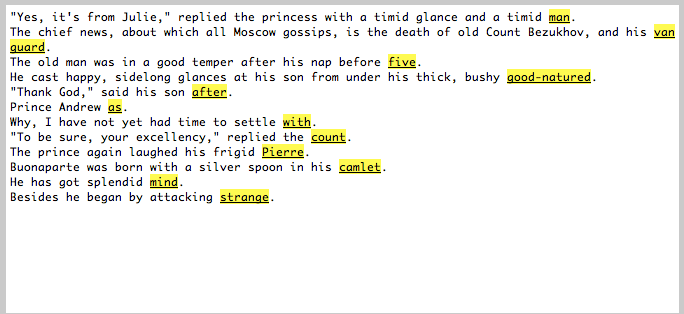 "Yes, it's from Julie," replied the princess with a timid glance and a timid man.
The chief news, about which all Moscow gossips, is the death of old Count Bezukhov, and his van
guard.
The old man was in a good temper after his nap before five.
He cast happy, sidelong glances at his son from under his thick, bushy good-natured.
"Thank God," said his son after.
Prince Andrew as.
Why, I have not yet had time to settle with.
"To be sure, your excellency," replied the count.
The prince again laughed his frigid Pierre.
Buonaparte was born with a silver spoon in his camlet.
He has got splendid mind.
Besides he began by attacking strange.